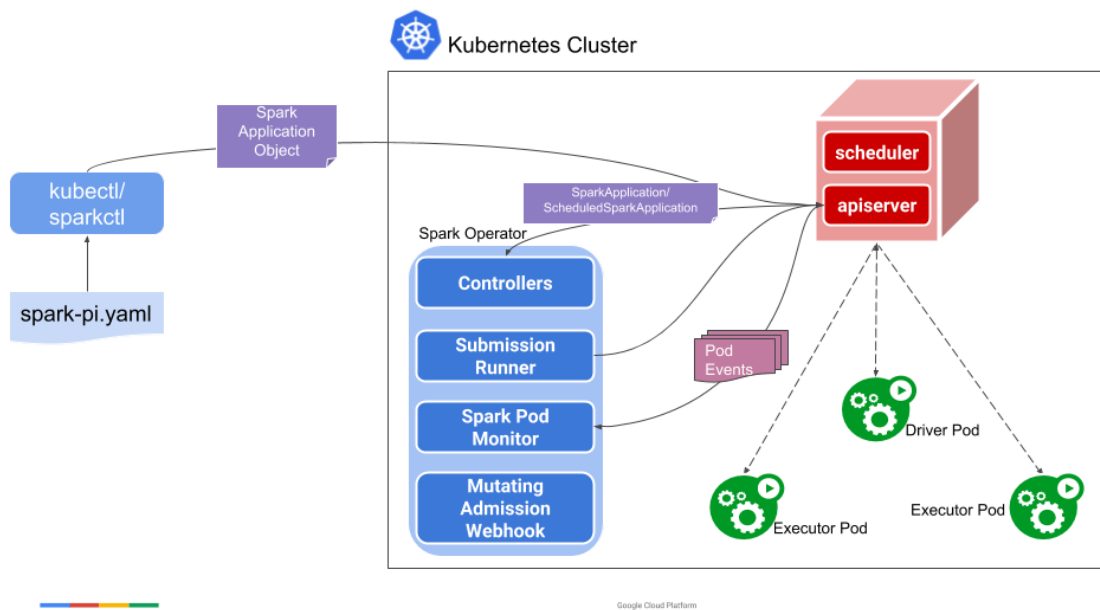 Kubernetes Cluster
Spark
Application
Object
scheduler
kubectl/
sparkctl
SparkApplication/
ScheduledSparkApplication
apiserver
Spark Operator
Controllers
spark-pi.yaml
Submission
Runner
Pod
Events
Spark Pod
Monitor
Driver Pod
Mutating
Admission
Webhook
Executor Pod
Executor Pod
Google Cloud Platform